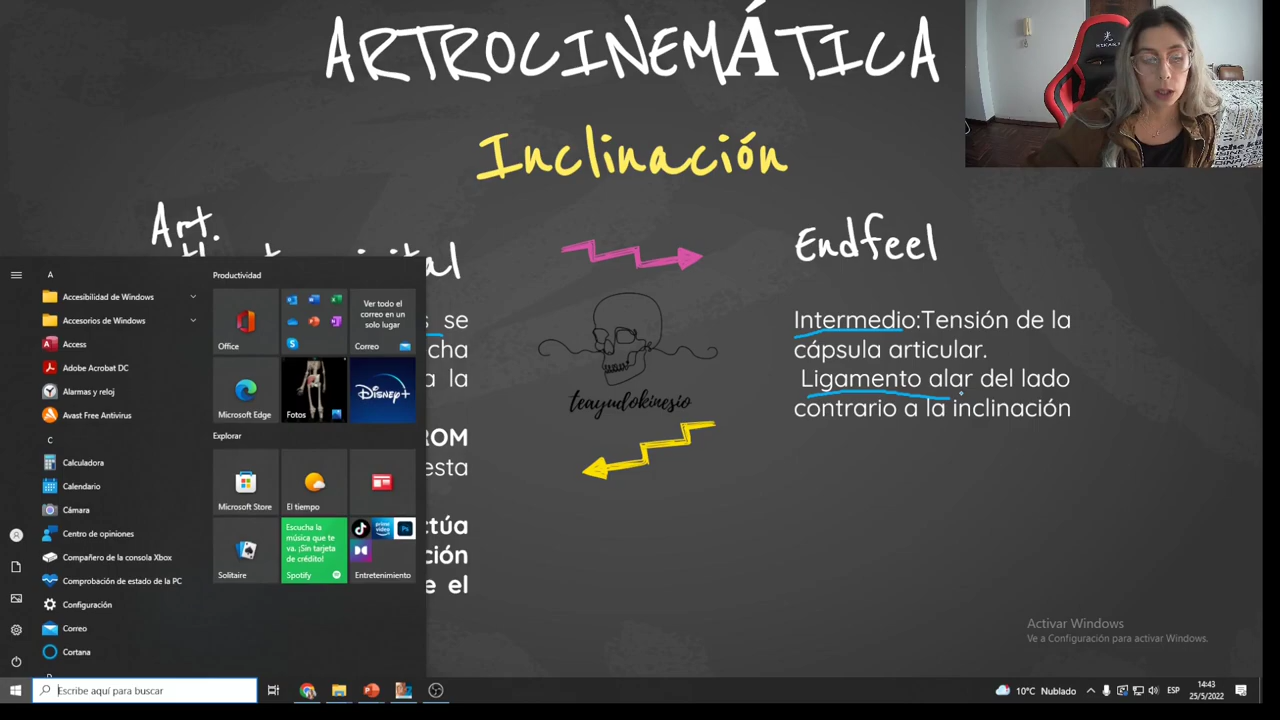 ARTROCINEMÁTICA
Inclinación
Art.
ital
se
cha
a la
ROM
esta
ctúa
ción
e el
teayudokinesio
Endfeel
Intermedio:Tensión de la
cápsula articular.
Ligamento alar del lado
contrario a la inclinación
A
Accesibilidad de Windows
Accesorios de Windows
Access
Adobe Acrobat DC
Alarmas y reloj
Avast Free Antivirus
C
Calculadora
Calendario
Cámara
Centro de opiniones
Compañero de la consola Xbox
Comprobación de estado de la PC
Configuración
Correo
Cortana
Productividad
Office
Ver todo el
correo en un
solo lugar
Correo
Microsoft Edge
Fotos
Disney+
Explorar
Microsoft Store
El tiempo
Solitaire
Escucha la
música que te
va. ¡Sin tarjeta
de crédito!
Spotify
prime video
Ps
Entretenimiento
Activar Windows
Ve a Configuración para activar Windows.
Escribe aquí para buscar
10°C Nublado
ESP
14:43
25/5/2022